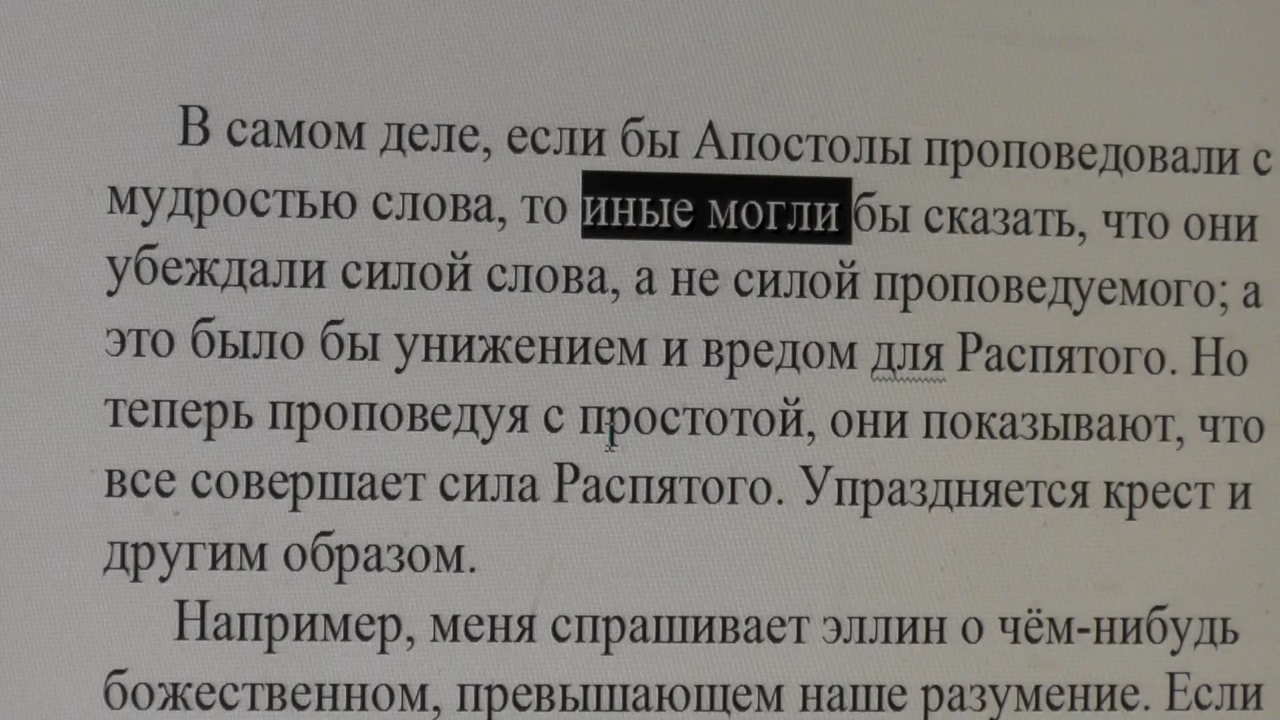 В самом деле, если бы Апостолы проповедовали с
мудростью слова, то иные могли бы сказать, что они
убеждали силой слова, а не силой проповедуемого; а
это было бы унижением и вредом для Распятого. Но
теперь проповедуя с простотой, они показывают, что
все совершает сила Распятого. Упраздняется крест и
другим образом.
Например, меня спрашивает эллин о чём-нибудь
божественном, превышающем наше разумение. Если